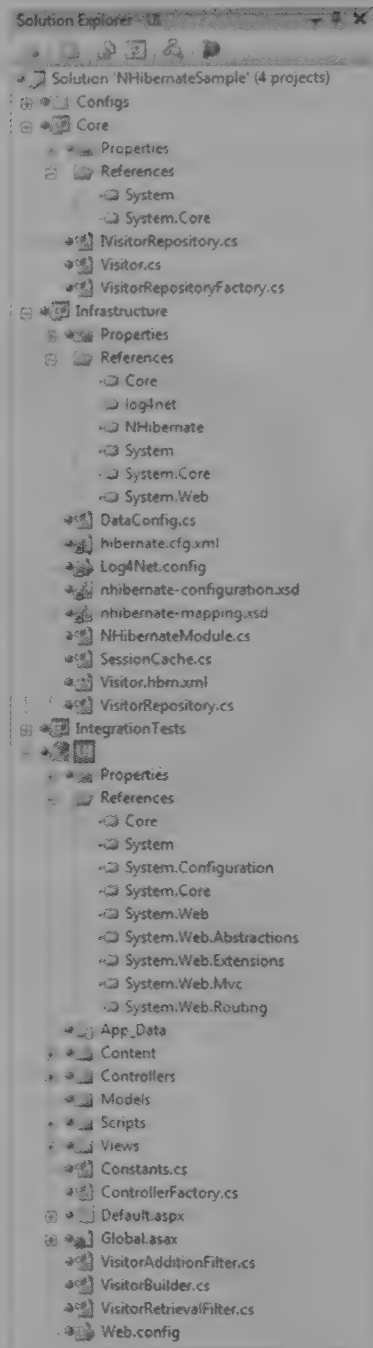 Solution Explorer - UI
Solution 'NHibernateSample' (4 projects)
Configs
Core
Properties
References
System
System.Core
IVisitorRepository.cs
Visitor.cs
VisitorRepositoryFactory.cs
Infrastructure
Properties
References
Core
log4net
NHibernate
System
System.Core
System.Web
DataConfig.cs
hibernate.cfg.xml
Log4Net.config
nhibernate-configuration.xsd
nhibernate-mapping.xsd
NHibernateModule.cs
SessionCache.cs
Visitor.hbm.xml
VisitorRepository.cs
IntegrationTests
UI
Properties
References
Core
System
System.Configuration
System.Core
System.Web
System.Web.Abstractions
System.Web.Extensions
System.Web.Mvc
System.Web.Routing
App_Data
Content
Controllers
Models
Scripts
Views
Constants.cs
ControllerFactory.cs
Default.aspx
Global.asax
VisitorAdditionFilter.cs
VisitorBuilder.cs
VisitorRetrievalFilter.cs
Web.config